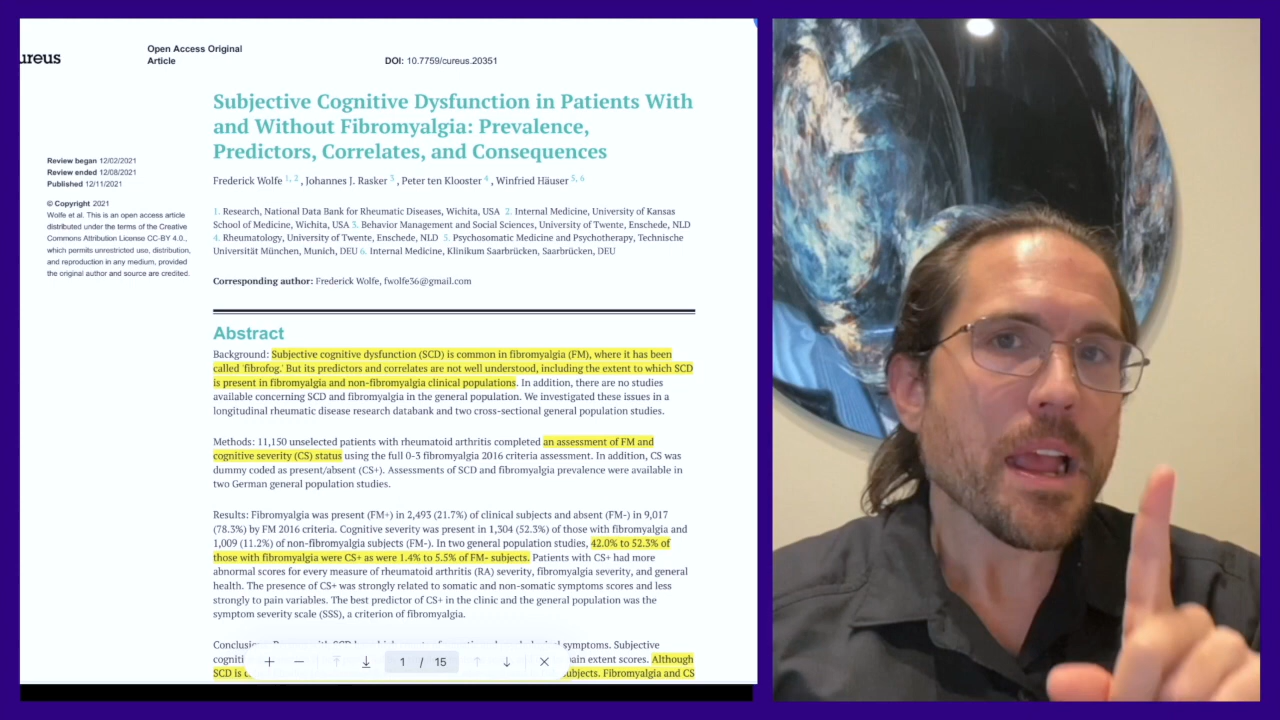 ureus
Open Access Original
Article
DOI: 10.7759/cureus.20351
Subjective Cognitive Dysfunction in Patients With
and Without Fibromyalgia: Prevalence,
Predictors, Correlates, and Consequences
Review began 12/02/2021
Review ended 12/08/2021
Published 12/11/2021
© Copyright 2021
Wolfe et al. This is an open access article
distributed under the terms of the Creative
Commons Attribution License CC-BY 4.0.,
which permits unrestricted use, distribution,
and reproduction in any medium, provided
the original author and source are credited.
Frederick Wolfe 1, 2 , Johannes J. Rasker 3 , Peter ten Klooster 4 , Winfried Häuser 5, 6
1. Research, National Data Bank for Rheumatic Diseases, Wichita, USA 2. Internal Medicine, University of Kansas
School of Medicine, Wichita, USA 3. Behavior Management and Social Sciences, University of Twente, Enschede, NLD
4. Rheumatology, University of Twente, Enschede, NLD 5. Psychosomatic Medicine and Psychotherapy, Technische
Universität München, Munich, DEU 6. Internal Medicine, Klinikum Saarbrücken, Saarbrücken, DEU
Corresponding author: Frederick Wolfe, fwolfe36@gmail.com
Abstract
Background: Subjective cognitive dysfunction (SCD) is common in fibromyalgia (FM), where it has been
called 'fibrofog.' But its predictors and correlates are not well understood, including the extent to which SCD
is present in fibromyalgia and non-fibromyalgia clinical populations. In addition, there are no studies
available concerning SCD and fibromyalgia in the general population. We investigated these issues in a
longitudinal rheumatic disease research databank and two cross-sectional general population studies.
Methods: 11,150 unselected patients with rheumatoid arthritis completed an assessment of FM and
cognitive severity (CS) status using the full 0-3 fibromyalgia 2016 criteria assessment. In addition, CS was
dummy coded as present/absent (CS+). Assessments of SCD and fibromyalgia prevalence were available in
two German general population studies.
Results: Fibromyalgia was present (FM+) in 2,493 (21.7%) of clinical subjects and absent (FM-) in 9,017
(78.3%) by FM 2016 criteria. Cognitive severity was present in 1,304 (52.3%) of those with fibromyalgia and
1,009 (11.2%) of non-fibromyalgia subjects (FM-). In two general population studies, 42.0% to 52.3% of
those with fibromyalgia were CS+ as were 1.4% to 5.5% of FM- subjects. Patients with CS+ had more
abnormal scores for every measure of rheumatoid arthritis (RA) severity, fibromyalgia severity, and general
health. The presence of CS+ was strongly related to somatic and non-somatic symptoms scores and less
strongly to pain variables. The best predictor of CS+ in the clinic and the general population was the
symptom severity scale (SSS), a criterion of fibromyalgia.
symptoms. Subjective
cogniti pain extent scores. Although
SCD is ubjects. Fibromyalgia and CS
1 / 15